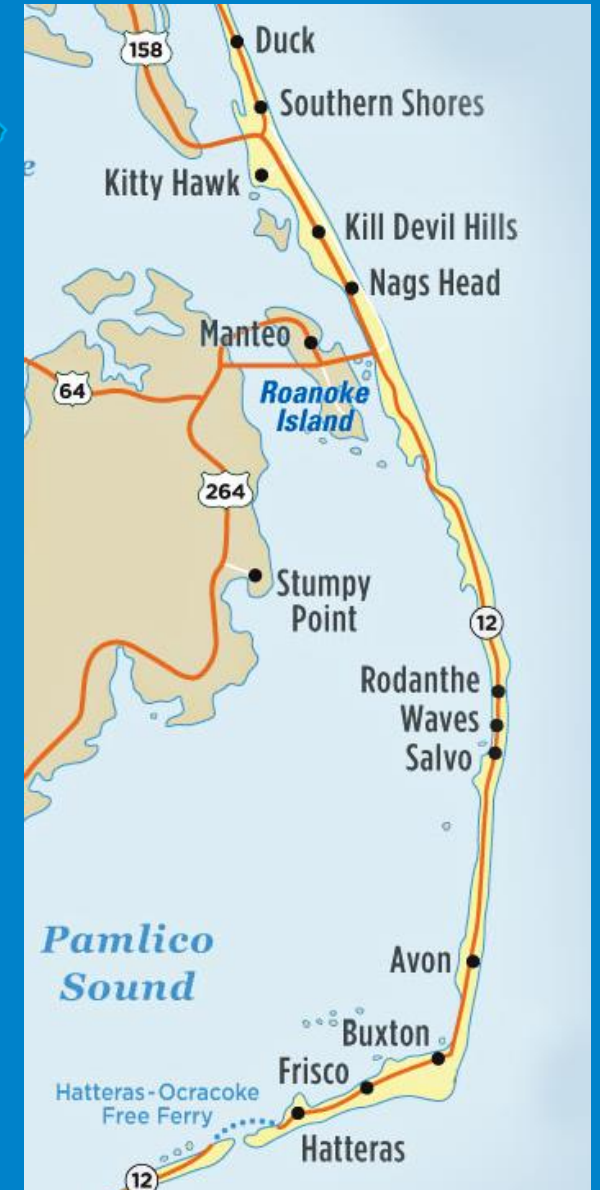 158
Duck
Southern Shores
e
Kitty Hawk
Kill Devil Hills
Nags Head
Manteo
64
Roanoke
Island
264
Stumpy
Point
12
Rodanthe
Waves
Salvo
Pamlico
Sound
Avon
Buxton
Frisco
Hatteras-Ocracoke
Free Ferry
Hatteras
12